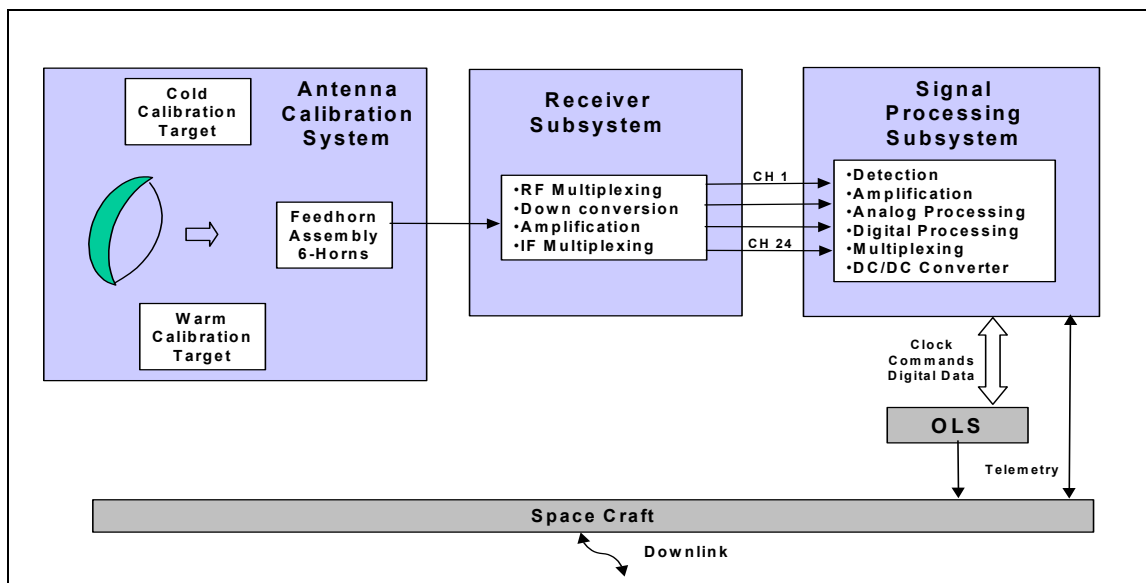 Antenna
Calibration
System
Cold
Calibration
Target
Feedhorn
Assembly
6-Horns
Warm
Calibration
Target
Receiver
Subsystem
•RF Multiplexing
•Down conversion
•Amplification
•IF Multiplexing
CH 1
CH 24
Signal
Processing
Subsystem
•Detection
•Amplification
•Analog Processing
•Digital Processing
•Multiplexing
•DC/DC Converter
Clock
Commands
Digital Data
OLS
Telemetry
Space Craft
Downlink